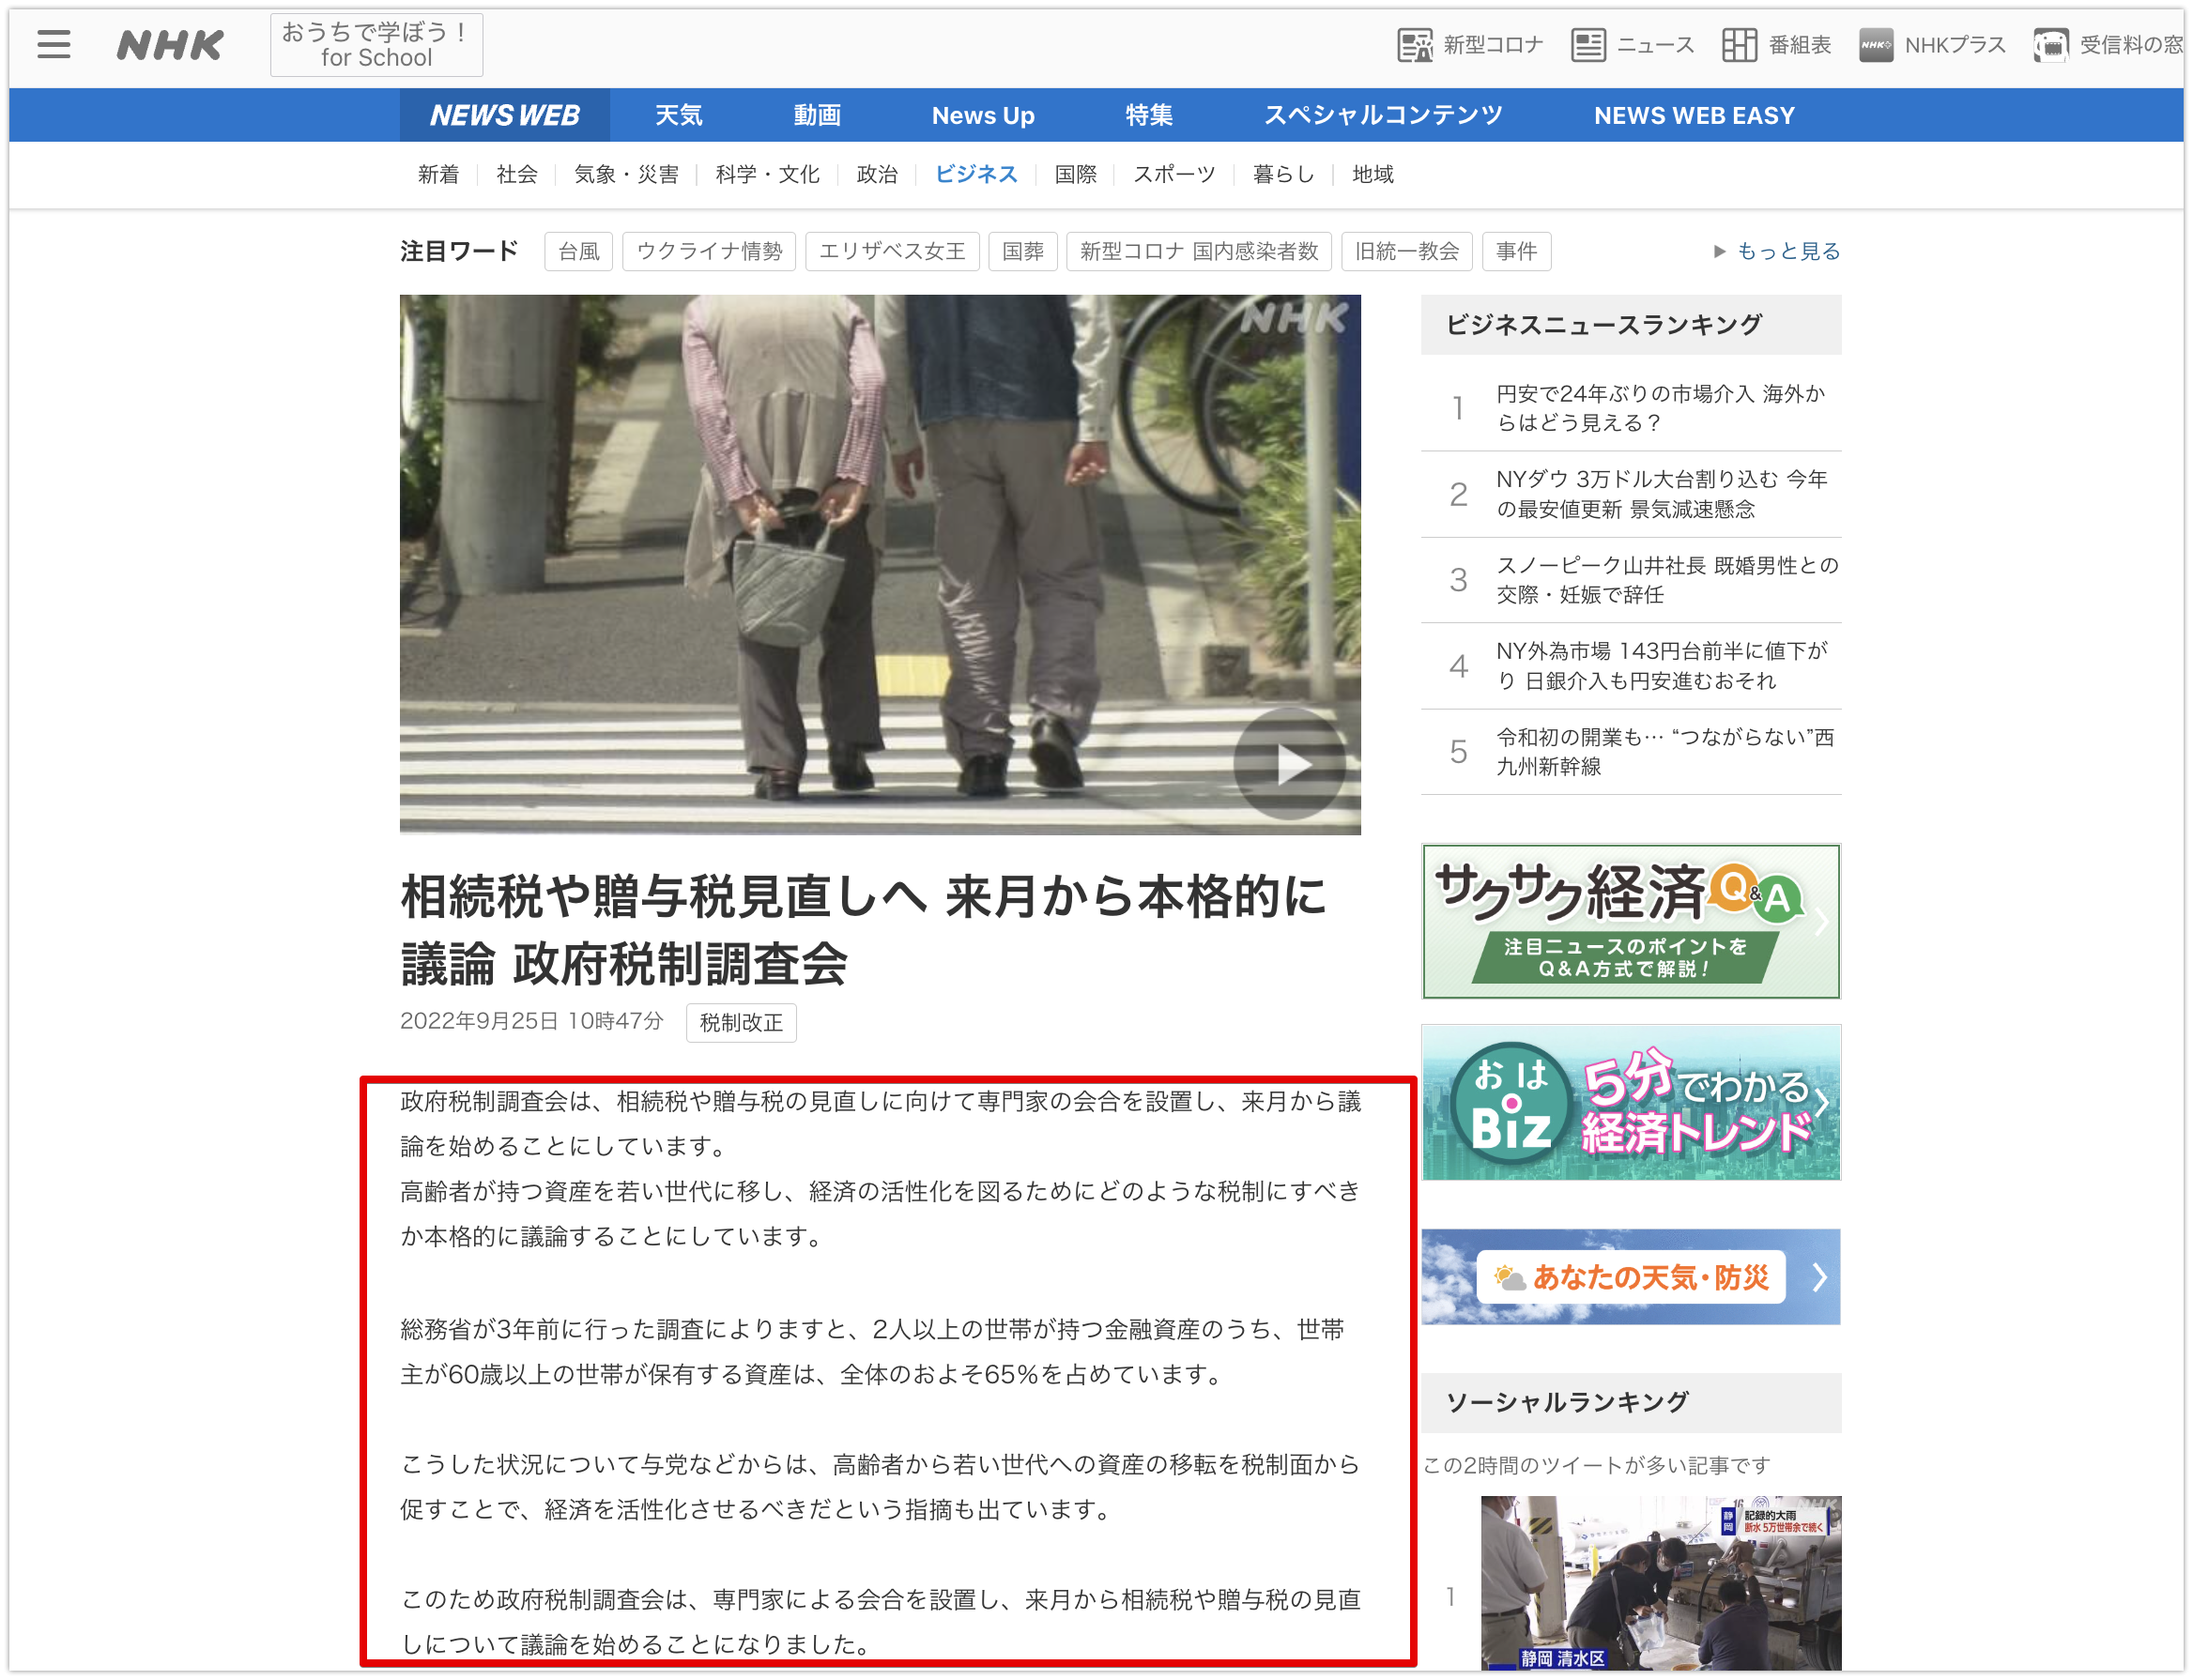 NHK
おうちで学ぼう！
for School
新型コロナ
ニュース
番組表
NHKプラス
受信料の窓
NEWS WEB
天気
動画
News Up
特集
スペシャルコンテンツ
NEWS WEB EASY
新着
社会
気象・災害
科学・文化
政治
ビジネス
国際
スポーツ
暮らし
地域
注目ワード
台風
ウクライナ情勢
エリザベス女王
国葬
新型コロナ 国内感染者数
旧統一教会
事件
もっと見る
NHK
相続税や贈与税見直しへ 来月から本格的に
議論 政府税制調査会
2022年9月25日 10時47分
税制改正
政府税制調査会は、相続税や贈与税の見直しに向けて専門家の会合を設置し、来月から議
論を始めることにしています。
高齢者が持つ資産を若い世代に移し、経済の活性化を図るためにどのような税制にすべき
か本格的に議論することにしています。
総務省が3年前に行った調査によりますと、2人以上の世帯が持つ金融資産のうち、世帯
主が60歳以上の世帯が保有する資産は、全体のおよそ65％を占めています。
こうした状況について与党などからは、高齢者から若い世代への資産の移転を税制面から
促すことで、経済を活性化させるべきだという指摘も出ています。
このため政府税制調査会は、専門家による会合を設置し、来月から相続税や贈与税の見直
しについて議論を始めることになりました。
ビジネスニュースランキング
1
円安で24年ぶりの市場介入 海外か
らはどう見える？
2
NYダウ 3万ドル大台割り込む 今年
の最安値更新 景気減速懸念
3
スノーピーク山井社長 既婚男性との
交際・妊娠で辞任
4
NY外為市場 143円台前半に値下が
り 日銀介入も円安進むおそれ
5
令和初の開業も… “つながらない”西
九州新幹線
サクサク経済Q&A
注目ニュースのポイントを
Q&A方式で解説！
おは
Biz
5分でわかる
経済トレンド
あなたの天気・防災
ソーシャルランキング
この2時間のツイートが多い記事です
1
静岡
記録的大雨
断水 5万世帯余で続く
静岡 清水区